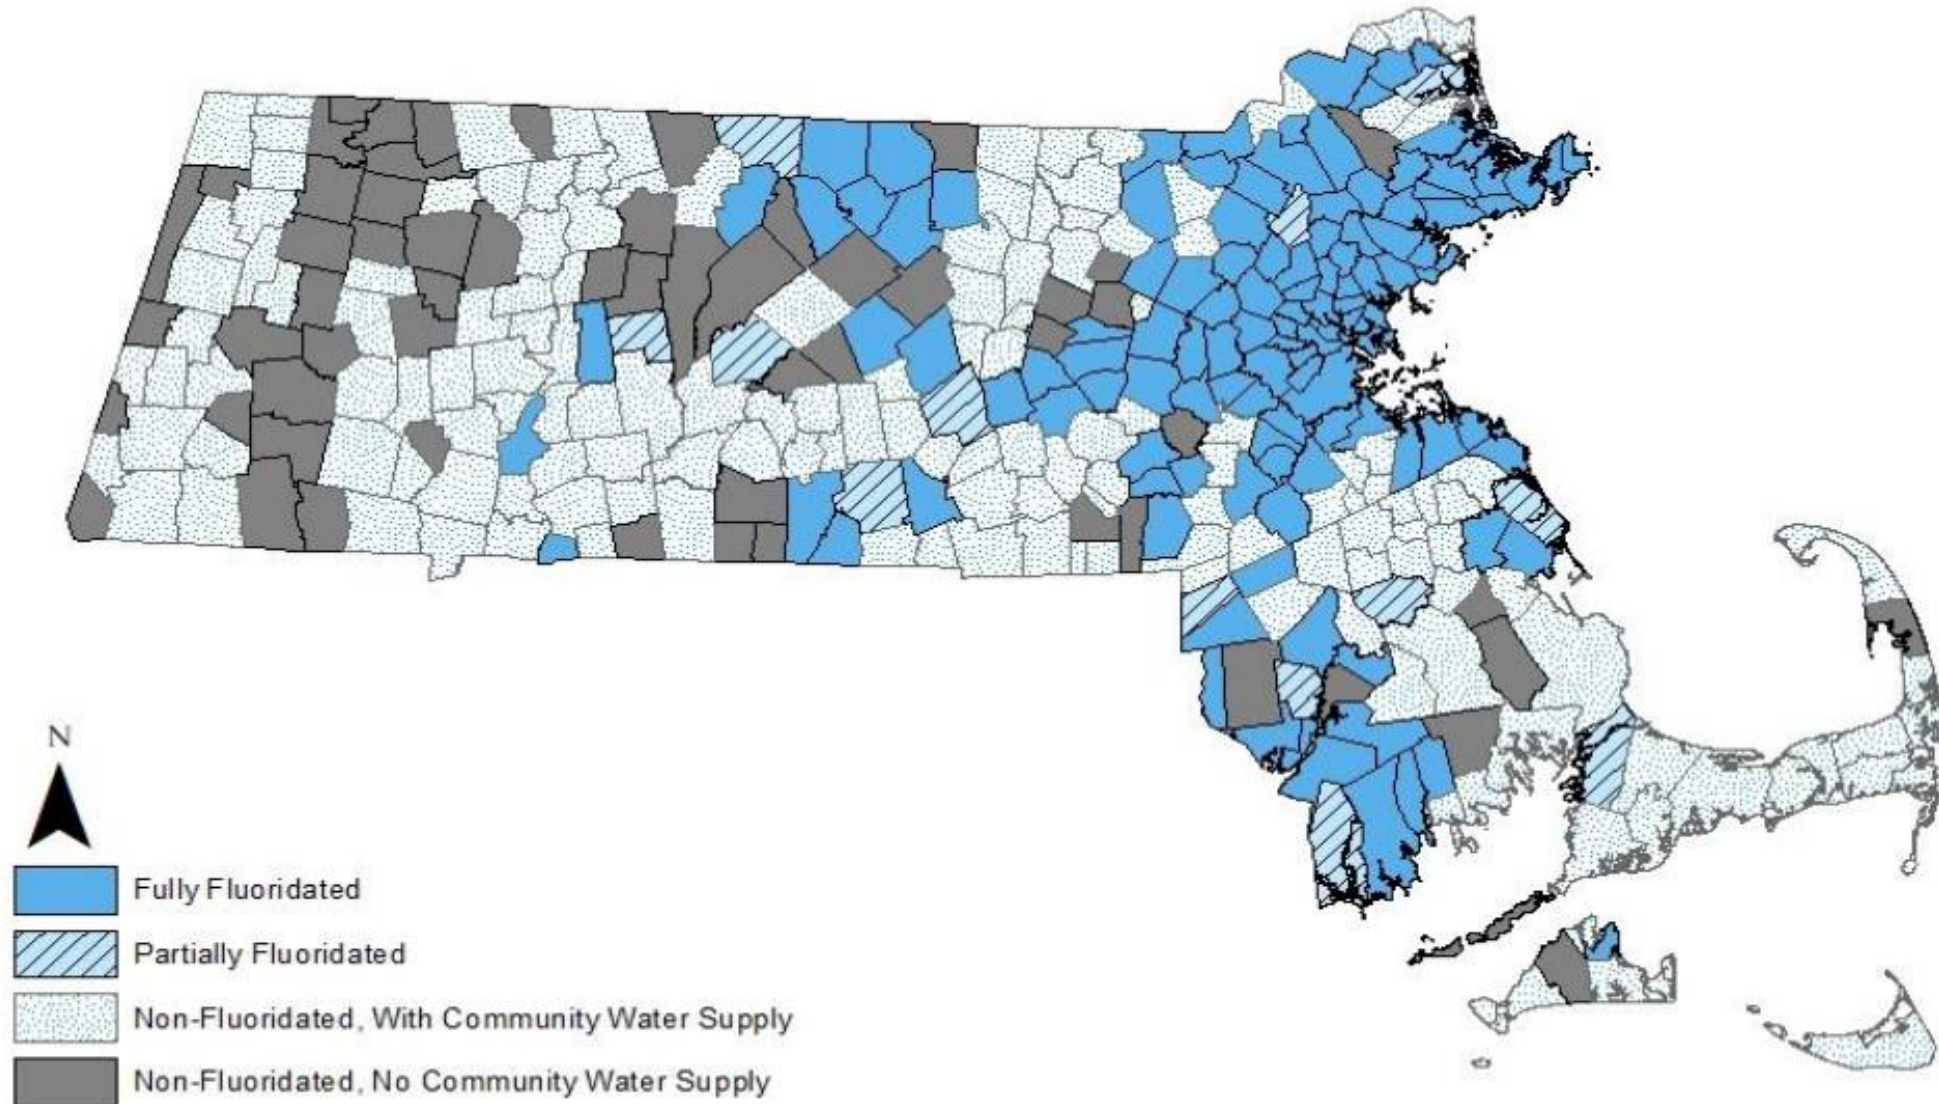 N
Fully Fluoridated
Partially Fluoridated
Non-Fluoridated, With Community Water Supply
Non-Fluoridated, No Community Water Supply